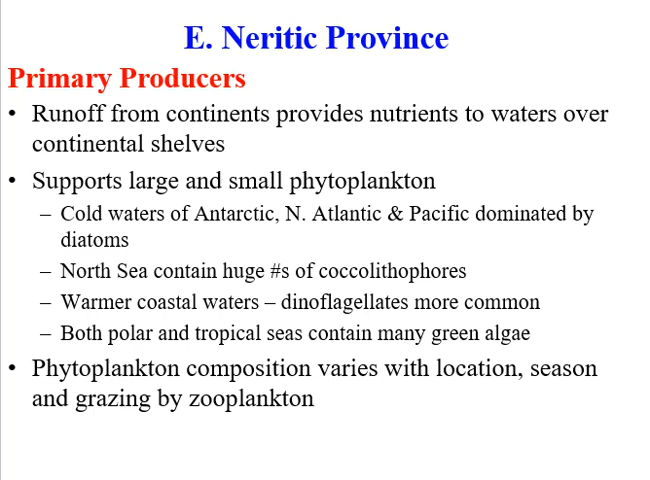 E. Neritic Province
Primary Producers
• Runoff from continents provides nutrients to waters over
continental shelves
• Supports large and small phytoplankton
– Cold waters of Antarctic, N. Atlantic & Pacific dominated by
diatoms
– North Sea contain huge #s of coccolithophores
– Warmer coastal waters – dinoflagellates more common
– Both polar and tropical seas contain many green algae
• Phytoplankton composition varies with location, season
and grazing by zooplankton